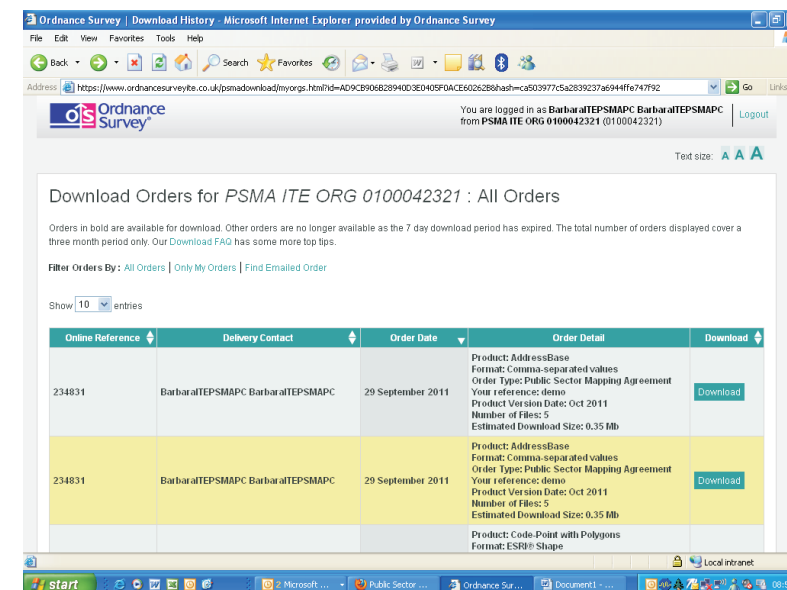 Ordnance Survey | Download History - Microsoft Internet Explorer provided by Ordnance Survey
File Edit View Favorites Tools Help
Back Search Favorites
Address https://www.ordnancesurveyite.co.uk/psmadownload/myorgs.html?id=AD9CB906B28940D3E0405F0ACE60262B&hash=ca503977c5a2839237a6944ffe747f92 Go Links
OS Ordnance Survey®
You are logged in as BarbaraITEPSMAPC BarbaraITEPSMAPC
from PSMA ITE ORG 0100042321 (0100042321)
Logout
Text size: A A A
Download Orders for PSMA ITE ORG 0100042321 : All Orders
Orders in bold are available for download. Other orders are no longer available as the 7 day download period has expired. The total number of orders displayed cover a
three month period only. Our Download FAQ has some more top tips.
Filter Orders By : All Orders | Only My Orders | Find Emailed Order
Show 10 entries
Online Reference Delivery Contact Order Date Order Detail Download
234831 BarbaraITEPSMAPC BarbaraITEPSMAPC 29 September 2011
Product: AddressBase
Format: Comma-separated values
Order Type: Public Sector Mapping Agreement
Your reference: demo
Product Version Date: Oct 2011
Number of Files: 5
Estimated Download Size: 0.35 Mb
Download
234831 BarbaraITEPSMAPC BarbaraITEPSMAPC 29 September 2011
Product: AddressBase
Format: Comma-separated values
Order Type: Public Sector Mapping Agreement
Your reference: demo
Product Version Date: Oct 2011
Number of Files: 5
Estimated Download Size: 0.35 Mb
Download
Product: Code-Point with Polygons
Format: ESRI® Shape
Local intranet
start 2 Microsoft ... Public Sector ... Ordnance Sur... Document1 - ...